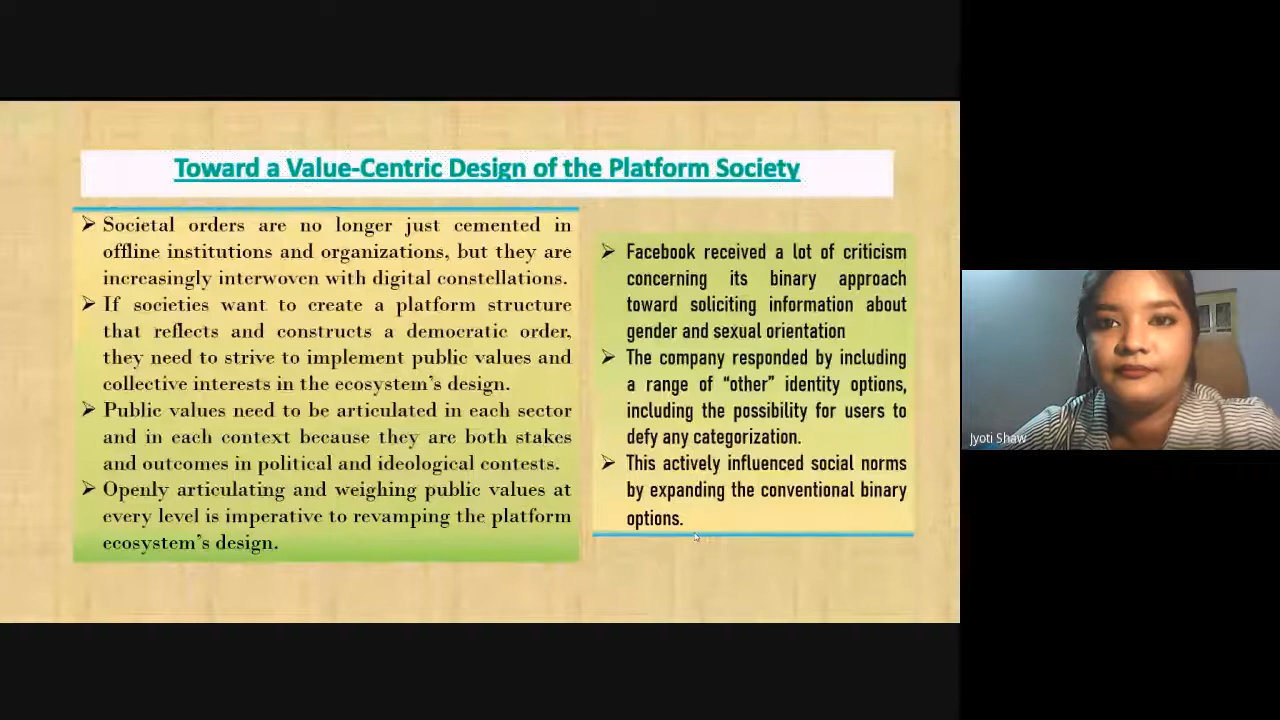 Toward a Value-Centric Design of the Platform Society
➢ Societal orders are no longer just cemented in
offline institutions and organizations, but they are
increasingly interwoven with digital constellations.
➢ If societies want to create a platform structure
that reflects and constructs a democratic order,
they need to strive to implement public values and
collective interests in the ecosystem’s design.
➢ Public values need to be articulated in each sector
and in each context because they are both stakes
and outcomes in political and ideological contests.
➢ Openly articulating and weighing public values at
every level is imperative to revamping the platform
ecosystem’s design.
➢ Facebook received a lot of criticism
concerning its binary approach
toward soliciting information about
gender and sexual orientation
➢ The company responded by including
a range of “other” identity options,
including the possibility for users to
defy any categorization.
➢ This actively influenced social norms
by expanding the conventional binary
options.
Jyoti Shaw